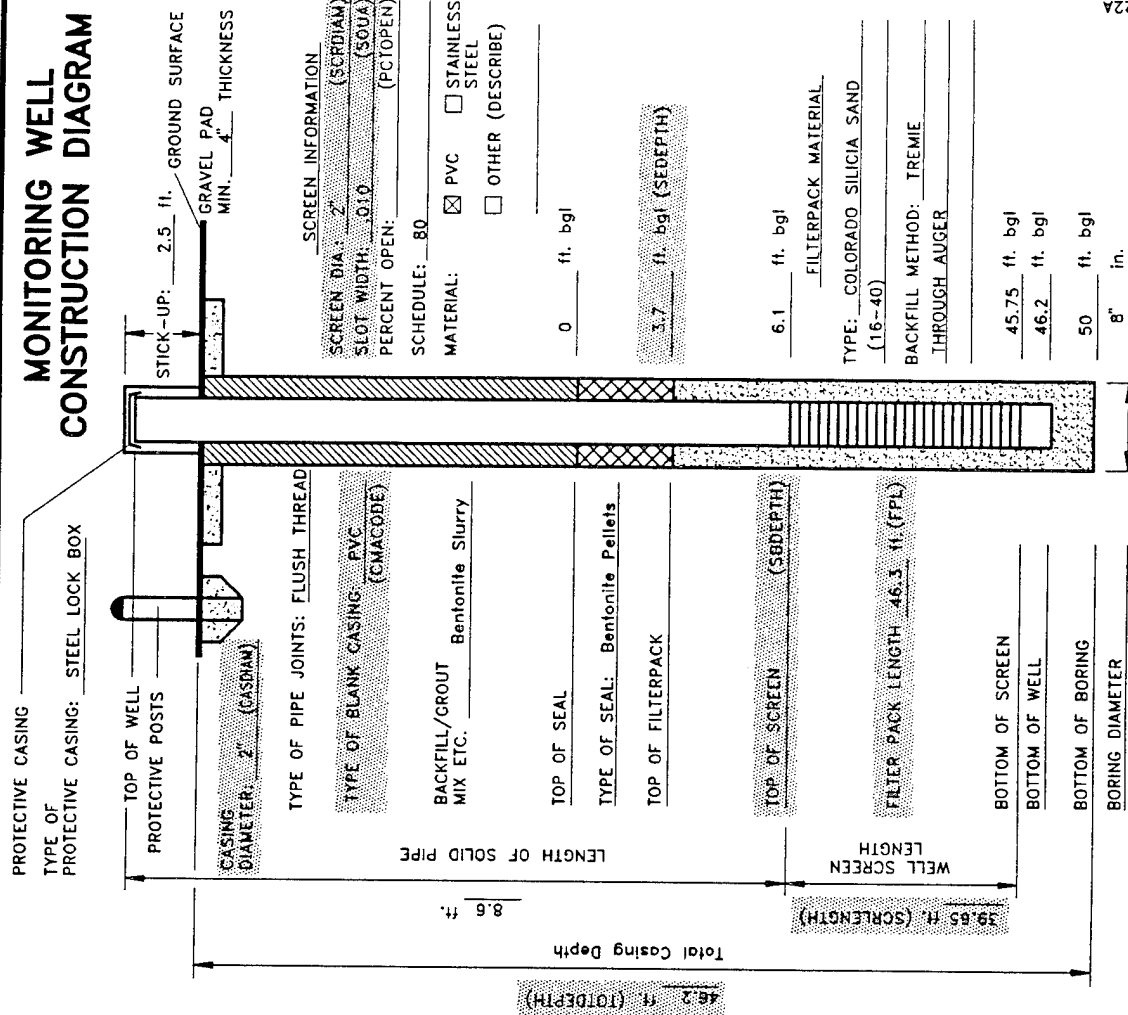 MONITORING WELL
CONSTRUCTION DIAGRAM
PROTECTIVE CASING
TYPE OF
PROTECTIVE CASING: STEEL LOCK BOX
TOP OF WELL
PROTECTIVE POSTS
STICK-UP: 2.5 ft.
GROUND SURFACE
GRAVEL PAD
MIN. 4" THICKNESS
CASING
DIAMETER: 2" (CASDIAM)
TYPE OF PIPE JOINTS: FLUSH THREAD
TYPE OF BLANK CASING: PVC
(CMACODE)
BACKFILL/GROUT
MIX ETC. Bentonite Slurry
TOP OF SEAL
TYPE OF SEAL: Bentonite Pellets
TOP OF FILTERPACK
TOP OF SCREEN (SBDEPTH)
FILTER PACK LENGTH 46.3 ft.(FPL)
BOTTOM OF SCREEN
BOTTOM OF WELL
BOTTOM OF BORING
BORING DIAMETER
SCREEN INFORMATION
SCREEN DIA.: 2" (SCRDIAM)
SLOT WIDTH: .010 (SOUA)
PERCENT OPEN: (PCTOPEN)
SCHEDULE: 80
MATERIAL: ☒ PVC ☐ STAINLESS
STEEL
☐ OTHER (DESCRIBE)
0 ft. bgl
3.7 ft. bgl (SEDEPTH)
6.1 ft. bgl
FILTERPACK MATERIAL
TYPE: COLORADO SILICIA SAND
(16-40)
BACKFILL METHOD: TREMIE
THROUGH AUGER
45.75 ft. bgl
46.2 ft. bgl
50 ft. bgl
8" in.
LENGTH OF SOLID PIPE
8.6 ft.
WELL SCREEN
LENGTH
39.65 ft. (SCRLENGTH)
Total Casing Depth
46.2 ft. (TOTDEPTH)